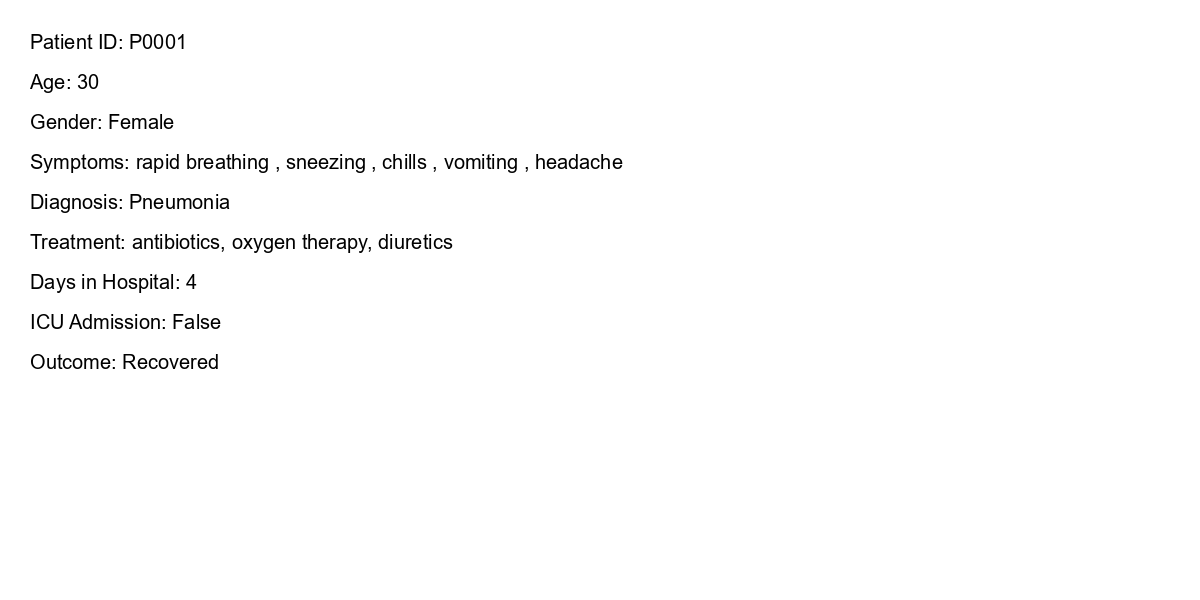 Patient ID: P0001
Age: 30
Gender: Female
Symptoms: rapid breathing , sneezing , chills , vomiting , headache
Diagnosis: Pneumonia
Treatment: antibiotics, oxygen therapy, diuretics
Days in Hospital: 4
ICU Admission: False
Outcome: Recovered